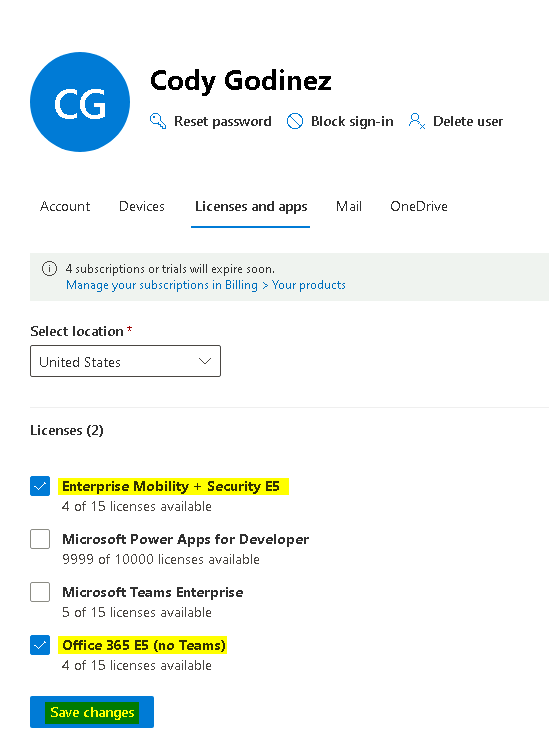 CG
Cody Godinez
Reset password Block sign-in Delete user
Account Devices Licenses and apps Mail OneDrive
4 subscriptions or trials will expire soon.
Manage your subscriptions in Billing > Your products
Select location *
United States
Licenses (2)
Enterprise Mobility + Security E5
4 of 15 licenses available
Microsoft Power Apps for Developer
9999 of 10000 licenses available
Microsoft Teams Enterprise
5 of 15 licenses available
Office 365 E5 (no Teams)
4 of 15 licenses available
Save changes